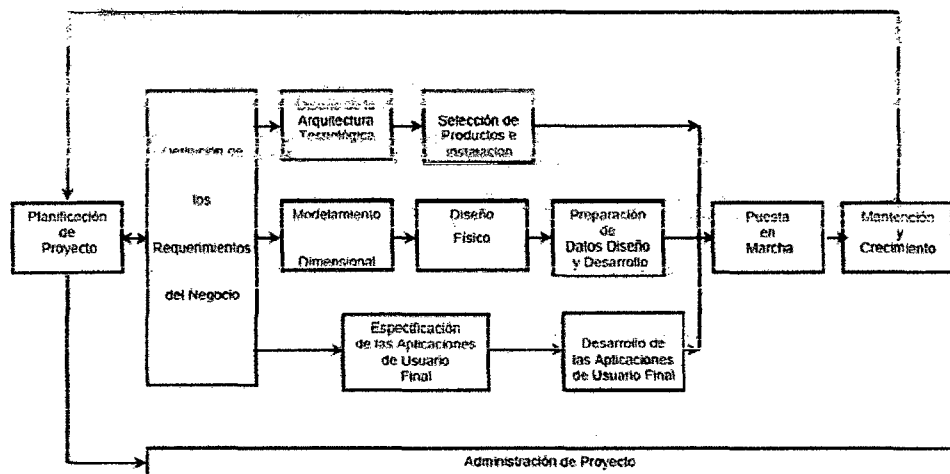 Diseño de la
Arquitectura
Tecnológica
Selección de
Productos e
Instalación
Definición de
los
Requerimientos
del Negocio
Planificación
de
Proyecto
Modelamiento
Dimensional
Diseño
Físico
Preparación
de
Datos Diseño
y Desarrollo
Puesta
en
Marcha
Mantención
y
Crecimiento
Especificación
de las Aplicaciones
de Usuario
Final
Desarrollo de
las Aplicaciones
de Usuario Final
Administración de Proyecto